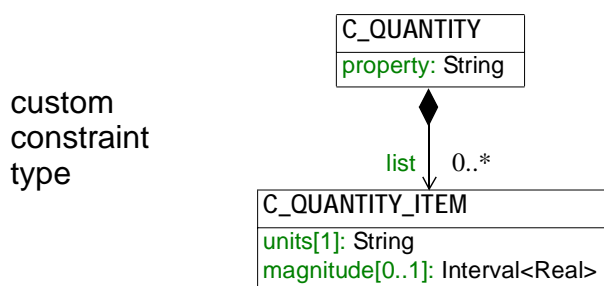 C_QUANTITY
property: String
custom
constraint
type
list 0..*
C_QUANTITY_ITEM
units[1]: String
magnitude[0..1]: Interval<Real>